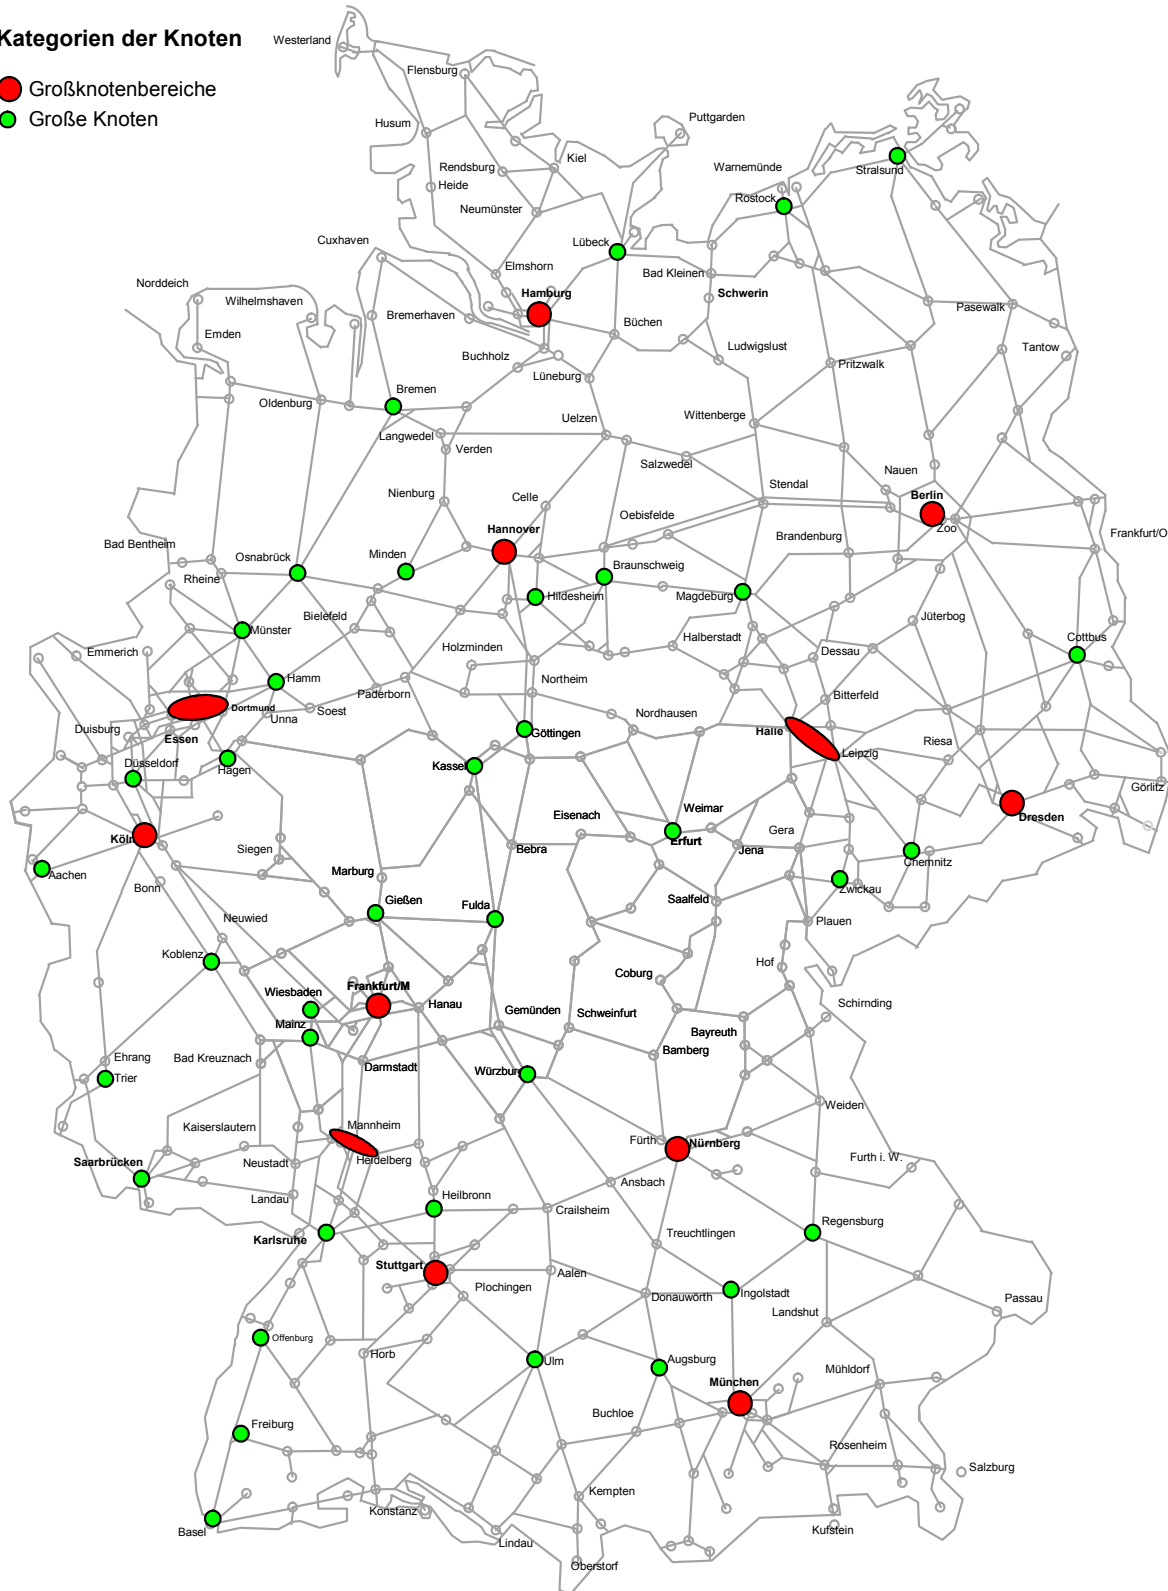 Kategorien der Knoten
Großknotenbereiche
Große Knoten
Westerland
Flensburg
Husum
Puttgarden
Kiel
Rendsburg
Warnemünde
Stralsund
Heide
Rostock
Neumünster
Cuxhaven
Lübeck
Elmshorn
Bad Kleinen
Norddeich
Hamburg
Schwerin
Wilhelmshaven
Pasewalk
Bremerhaven
Büchen
Emden
Ludwigslust
Tantow
Buchholz
Pritzwalk
Lüneburg
Bremen
Oldenburg
Uelzen
Wittenberge
Langwedel
Verden
Salzwedel
Nauen
Stendal
Nienburg
Celle
Berlin
Oebisfelde
Hannover
Zoo
Brandenburg
Frankfurt/O
Bad Bentheim
Osnabrück
Minden
Braunschweig
Rheine
Hildesheim
Magdeburg
Bielefeld
Jüterbog
Münster
Halberstadt
Cottbus
Holzminden
Emmerich
Dessau
Hamm
Paderborn
Northeim
Bitterfeld
Dortmund
Soest
Unna
Nordhausen
Duisburg
Essen
Göttingen
Halle
Riesa
Leipzig
Düsseldorf
Hagen
Kassel
Görlitz
Weimar
Eisenach
Dresden
Köln
Gera
Erfurt
Siegen
Bebra
Jena
Chemnitz
Marburg
Aachen
Bonn
Zwickau
Gießen
Fulda
Saalfeld
Neuwied
Plauen
Koblenz
Hof
Coburg
Frankfurt/M
Wiesbaden
Hanau
Schirnding
Gemünden
Schweinfurt
Mainz
Bayreuth
Ehrang
Bad Kreuznach
Bamberg
Darmstadt
Würzburg
Trier
Weiden
Kaiserslautern
Mannheim
Fürth
Nürnberg
Saarbrücken
Neustadt
Heidelberg
Furth i. W.
Ansbach
Landau
Heilbronn
Crailsheim
Regensburg
Karlsruhe
Treuchtlingen
Stuttgart
Aalen
Plochingen
Donauwörth
Ingolstadt
Passau
Landshut
Offenburg
Horb
Ulm
Augsburg
Mühldorf
München
Buchloe
Freiburg
Rosenheim
Salzburg
Kempten
Konstanz
Basel
Kufstein
Lindau
Oberstorf